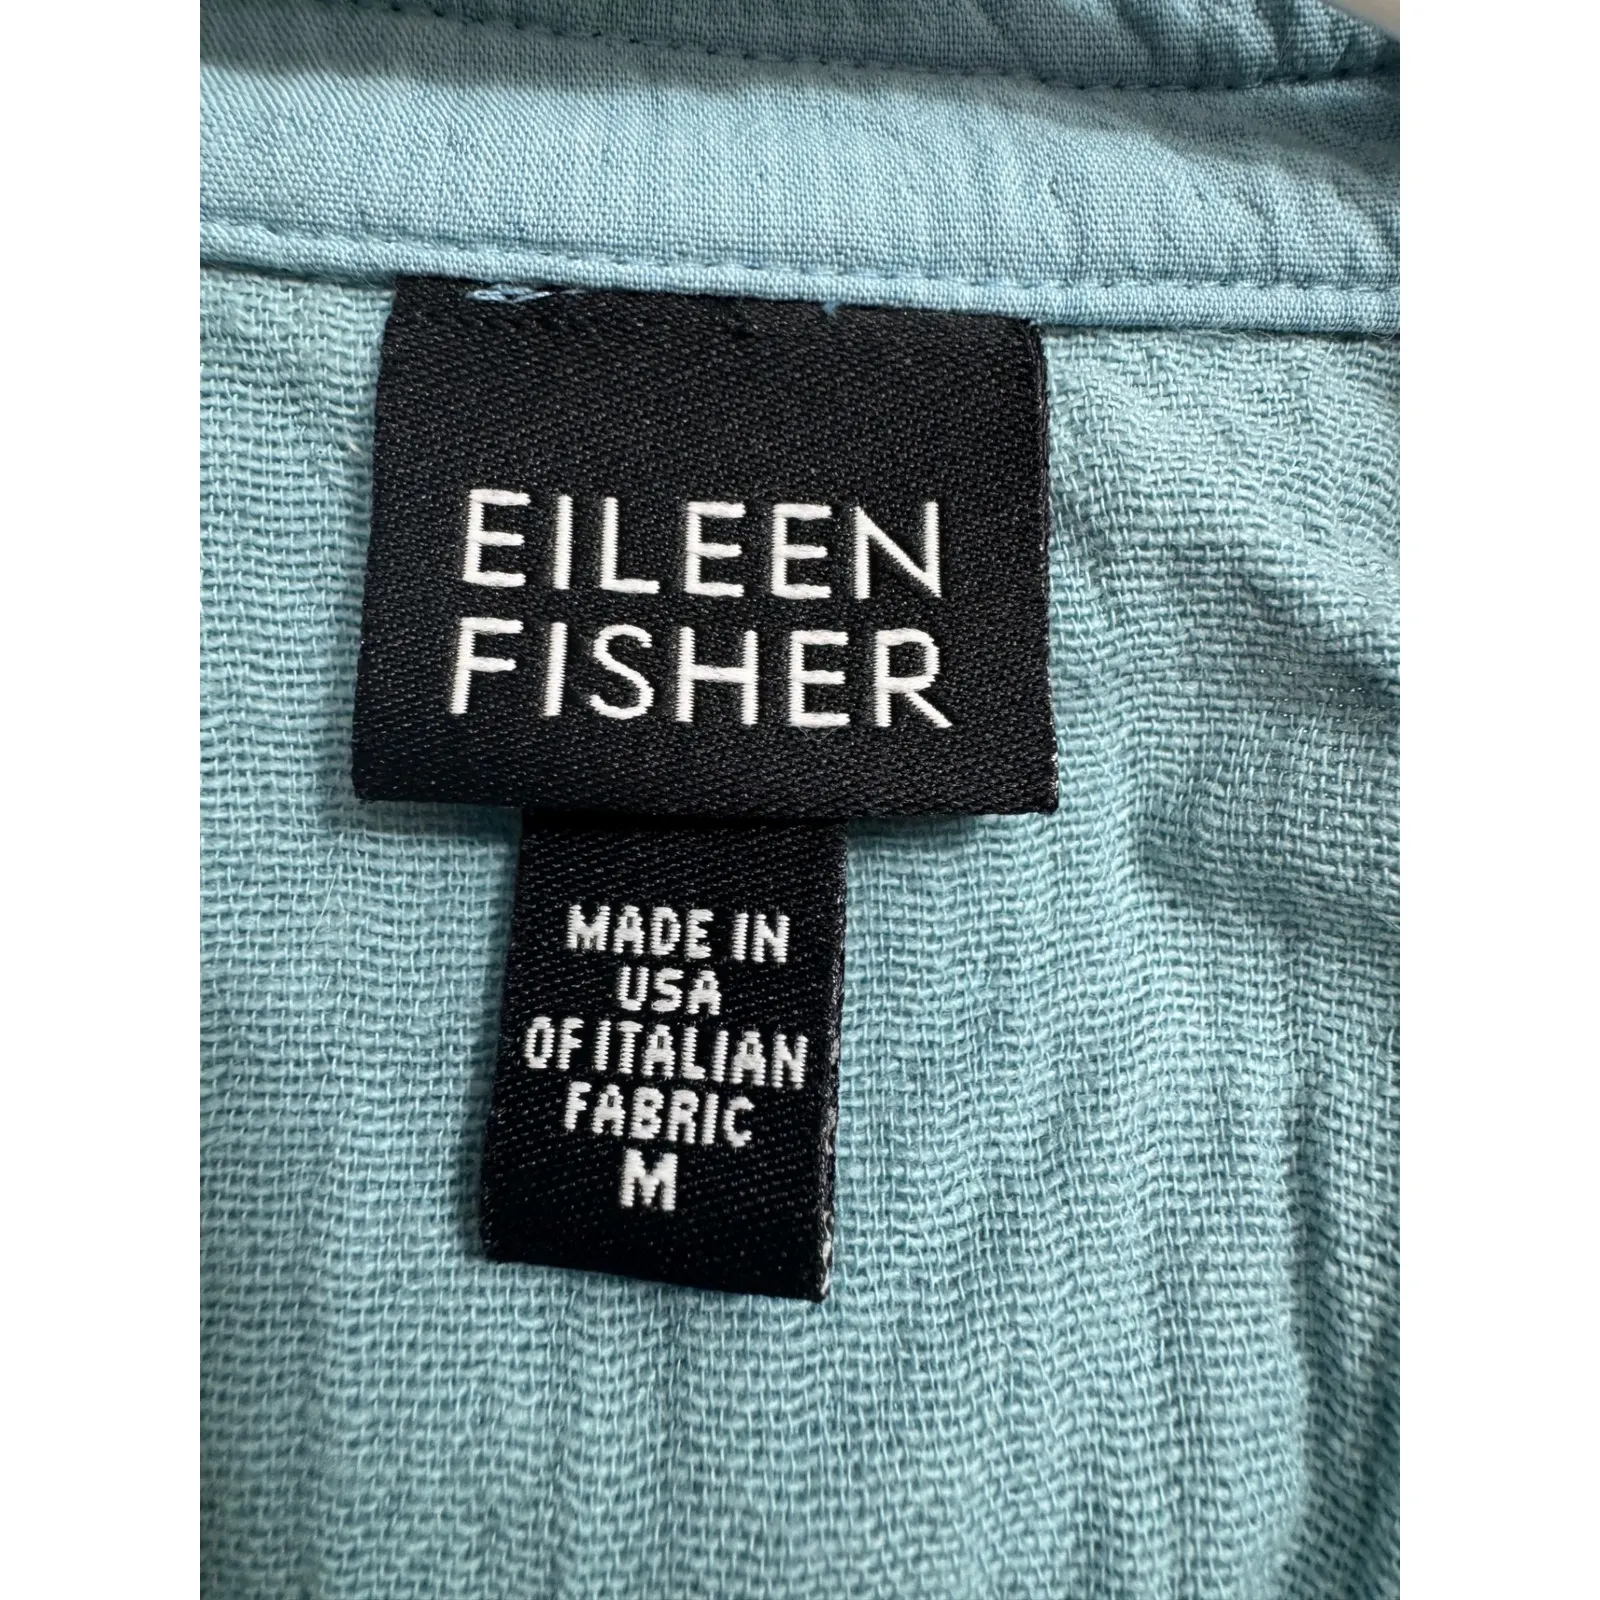 EILEEN
FISHER
MADE IN
USA
OF ITALIAN
FABRIC
M